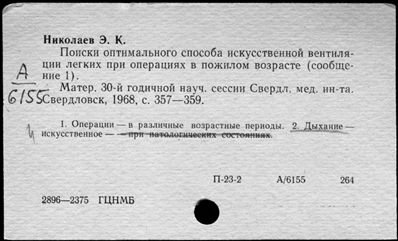 Николаев Э. К.
Поиски оптимального способа искусственной вентиля-
ции легких при операциях в пожилом возрасте (сообще-
ние 1).
А
6155
Матер. 30-й годичной науч. сессии Свердл. мед. ин-та.
Свердловск, 1968, с. 357—359.
1. Операции — в различные возрастные периоды. 2. Дыхание —
искусственное — — при патологических состояниях.
П-23-2 А/6155 264
2896—2375 ГЦНМБ